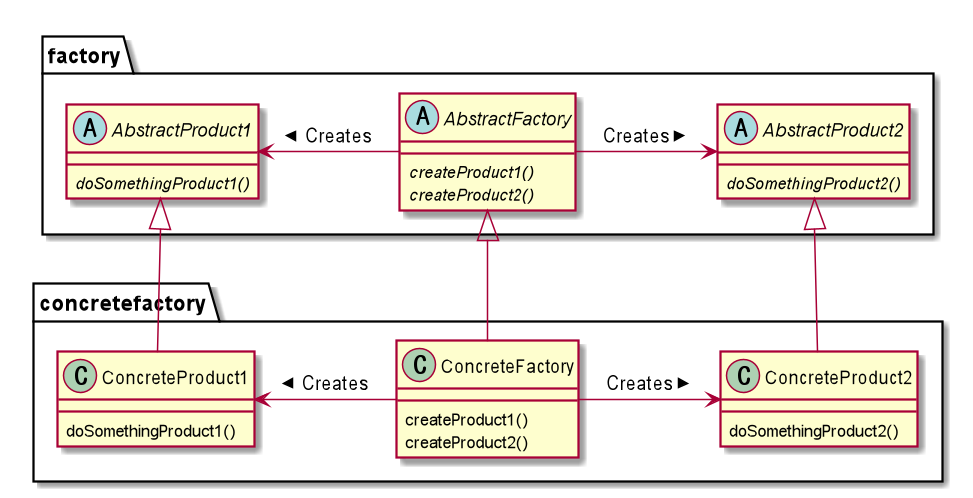 factory
A AbstractProduct1
doSomethingProduct1()
◄ Creates
A AbstractFactory
createProduct1()
createProduct2()
Creates ►
A AbstractProduct2
doSomethingProduct2()
concretefactory
C ConcreteProduct1
doSomethingProduct1()
◄ Creates
C ConcreteFactory
createProduct1()
createProduct2()
Creates ►
C ConcreteProduct2
doSomethingProduct2()